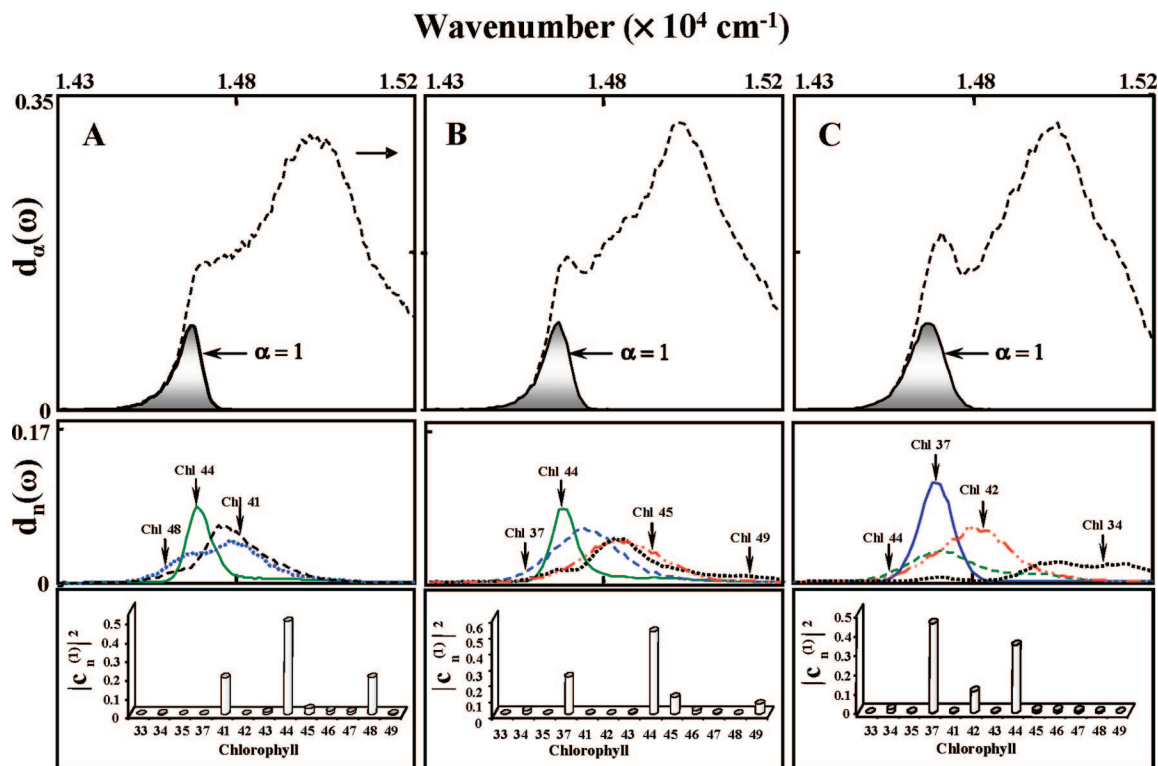 Wavenumber (× 10⁴ cm⁻¹)
1.43 1.48 1.52 1.43 1.48 1.52 1.43 1.48 1.52
0.35
A
B
C
dα(ω)
α = 1
α = 1
α = 1
0
0.17
dn(ω)
Chl 44
Chl 41
Chl 48
Chl 44
Chl 37
Chl 45
Chl 49
Chl 37
Chl 42
Chl 44
Chl 34
0
|c n (1)| 2
0.5
0.4
0.3
0.2
0.1
0
33 34 35 37 41 42 43 44 45 46 47 48 49
Chlorophyll
|c n (1)| 2
0.6
0.5
0.4
0.3
0.2
0.1
0
33 34 35 37 41 42 43 44 45 46 47 48 49
Chlorophyll
|c n (1)| 2
0.5
0.4
0.3
0.2
0.1
0
33 34 35 37 41 42 43 44 45 46 47 48 49
Chlorophyll